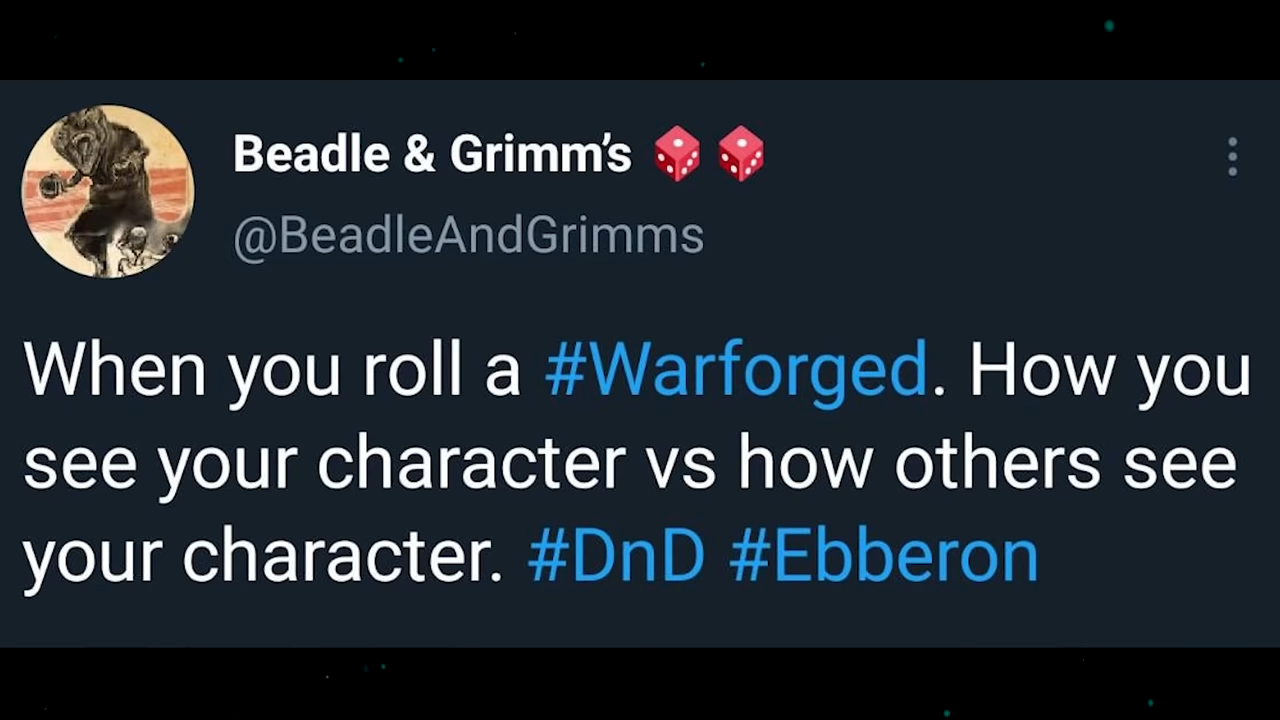 Beadle & Grimm’s 🎲 🎲
@BeadleAndGrimms
When you roll a #Warforged. How you
see your character vs how others see
your character. #DnD #Ebberon